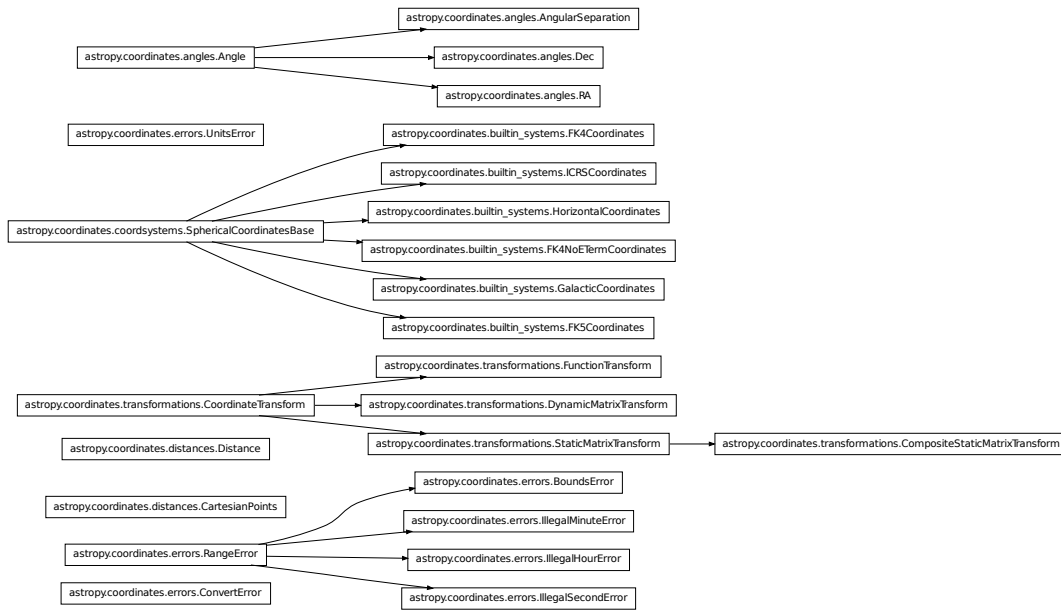 astropy.coordinates.angles.AngularSeparation
astropy.coordinates.angles.Angle
astropy.coordinates.angles.Dec
astropy.coordinates.angles.RA
astropy.coordinates.errors.UnitsError
astropy.coordinates.builtin_systems.FK4Coordinates
astropy.coordinates.builtin_systems.ICRSCoordinates
astropy.coordinates.builtin_systems.HorizontalCoordinates
astropy.coordinates.coordsystems.SphericalCoordinatesBase
astropy.coordinates.builtin_systems.FK4NoETermCoordinates
astropy.coordinates.builtin_systems.GalacticCoordinates
astropy.coordinates.builtin_systems.FK5Coordinates
astropy.coordinates.transformations.FunctionTransform
astropy.coordinates.transformations.CoordinateTransform
astropy.coordinates.transformations.DynamicMatrixTransform
astropy.coordinates.transformations.StaticMatrixTransform
astropy.coordinates.transformations.CompositeStaticMatrixTransform
astropy.coordinates.distances.Distance
astropy.coordinates.errors.BoundsError
astropy.coordinates.distances.CartesianPoints
astropy.coordinates.errors.IllegalMinuteError
astropy.coordinates.errors.RangeError
astropy.coordinates.errors.IllegalHourError
astropy.coordinates.errors.ConvertError
astropy.coordinates.errors.IllegalSecondError